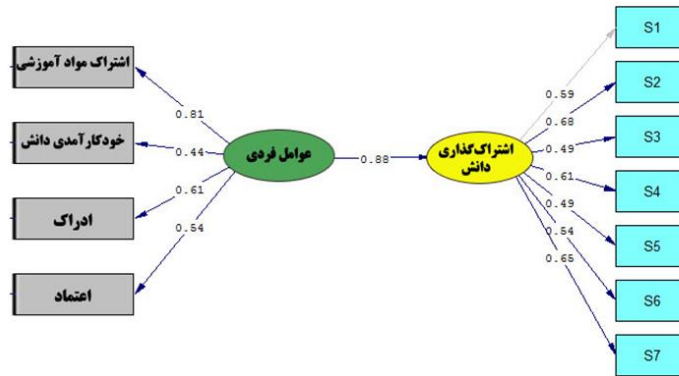 اشتراک مواد آموزشی
خودکارآمدی دانش
ادراک
اعتماد
0.81
0.44
0.61
0.54
عوامل فردی
0.88
اشتراک‌گذاری
دانش
0.59
0.68
0.49
0.61
0.49
0.54
0.65
S1
S2
S3
S4
S5
S6
S7